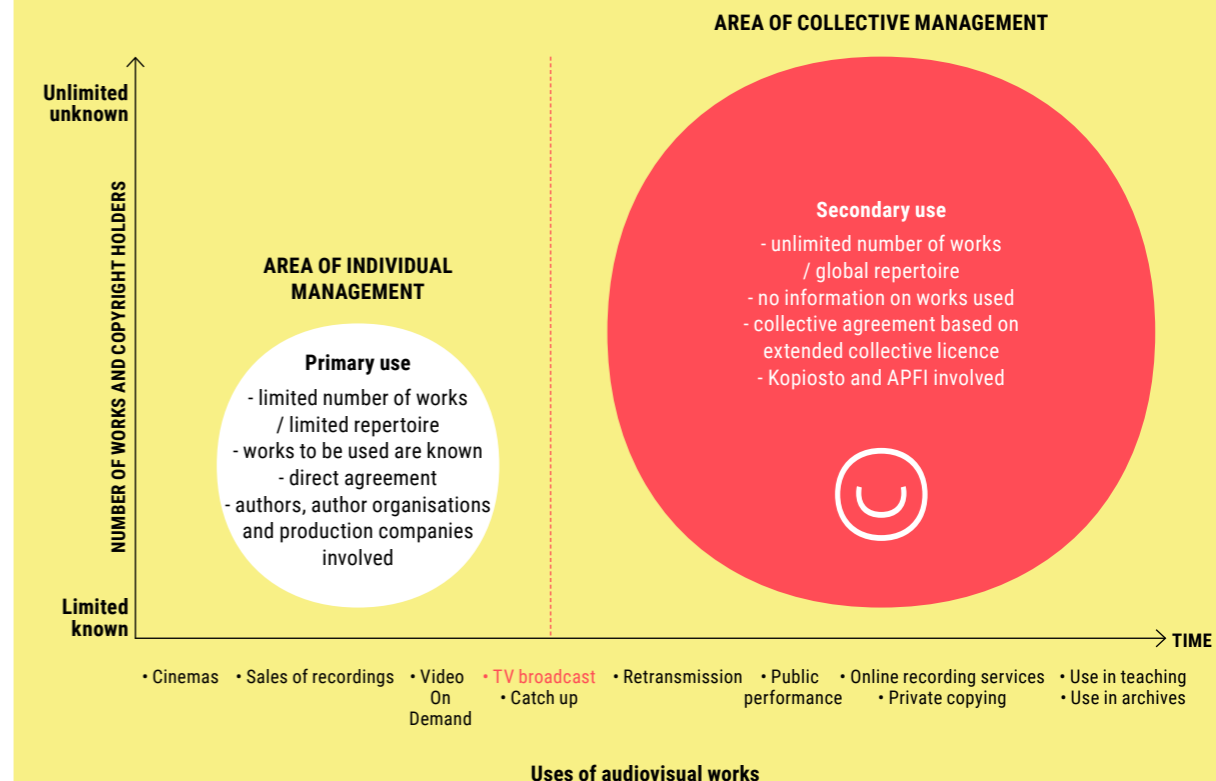 AREA OF COLLECTIVE MANAGEMENT
Unlimited
unknown
NUMBER OF WORKS AND COPYRIGHT HOLDERS
Limited
known
AREA OF INDIVIDUAL
MANAGEMENT
Primary use
- limited number of works
/ limited repertoire
- works to be used are known
- direct agreement
- authors, author organisations
and production companies
involved
Secondary use
- unlimited number of works
/ global repertoire
- no information on works used
- collective agreement based on
extended collective licence
- Kopiosto and APFI involved
TIME
• Cinemas
• Sales of recordings
• Video
On
Demand
• TV broadcast
• Catch up
• Retransmission
• Public
performance
• Online recording services
• Private copying
• Use in teaching
• Use in archives
Uses of audiovisual works